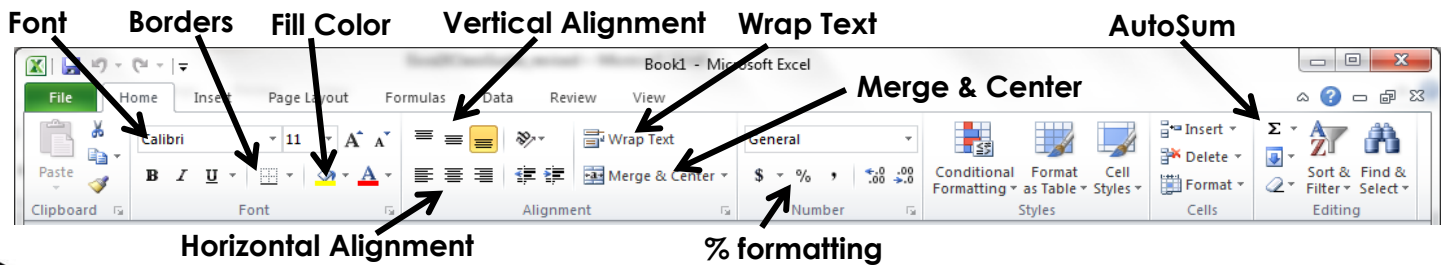 Font Borders Fill Color Vertical Alignment Wrap Text AutoSum
Book1 - Microsoft Excel
Merge & Center
File Home Insert Page Layout Formulas Data Review View
Calibri 11 A A Wrap Text General Σ Insert
Delete
Paste B I U A Merge & Center $ % , .00 .0 Conditional Formatting Format as Table Cell Styles Format Sort & Filter Find & Select
Clipboard Font Alignment Number Styles Cells Editing
Horizontal Alignment % formatting